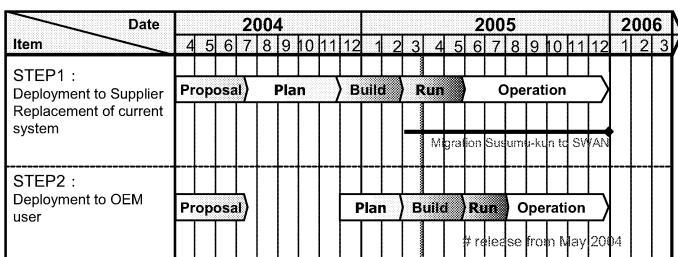 Date 2004 2005 2006
Item 4 5 6 7 8 9 10 11 12 1 2 3 4 5 6 7 8 9 10 11 12 1 2 3
STEP1 :
Deployment to Supplier
Replacement of current
system
Proposal Plan Build Run Operation
Migration Susumu-kun to SWAN
STEP2 :
Deployment to OEM
user
Proposal Plan Build Run Operation
# release from May 2004